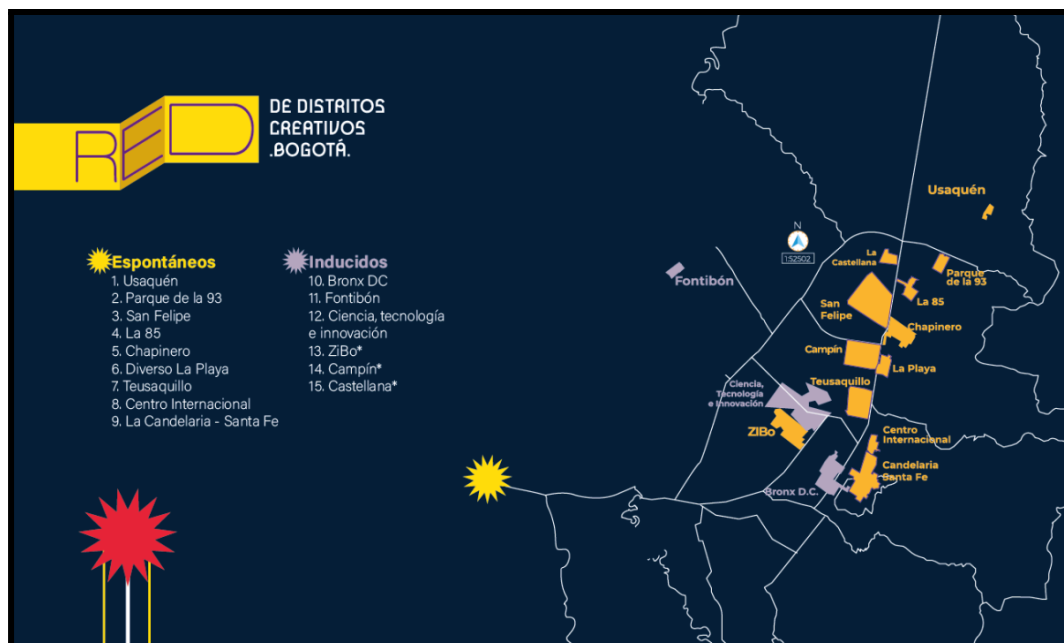 RED
DE DISTRITOS
CREATIVOS
.BOGOTÁ.
Espontáneos
1. Usaquén
2. Parque de la 93
3. San Felipe
4. La 85
5. Chapinero
6. Diverso La Playa
7. Teusaquillo
8. Centro Internacional
9. La Candelaria - Santa Fe
Inducidos
10. Bronx DC
11. Fontibón
12. Ciencia, tecnología
e innovación
13. ZiBo*
14. Campín*
15. Castellana*
N
1:52502
Usaquén
La
Castellana
Parque
de la 93
Fontibón
La 85
San
Felipe
Chapinero
Campín
La Playa
Teusaquillo
Ciencia,
Tecnología
e Innovación
ZIBo
Centro
Internacional
Candelaria
Santa Fe
Bronx D.C.